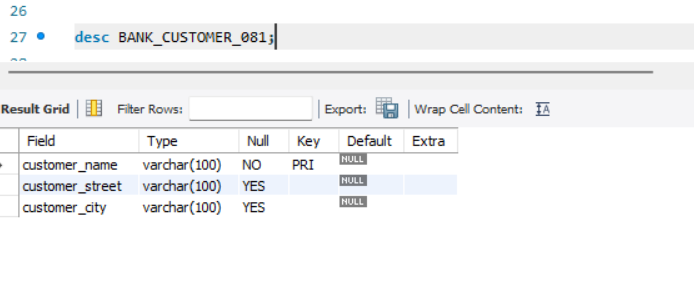 26
27 desc BANK_CUSTOMER_081;
Result Grid Filter Rows: Export: Wrap Cell Content: IA
Field Type Null Key Default Extra
customer_name varchar(100) NO PRI NULL
customer_street varchar(100) YES NULL
customer_city varchar(100) YES NULL